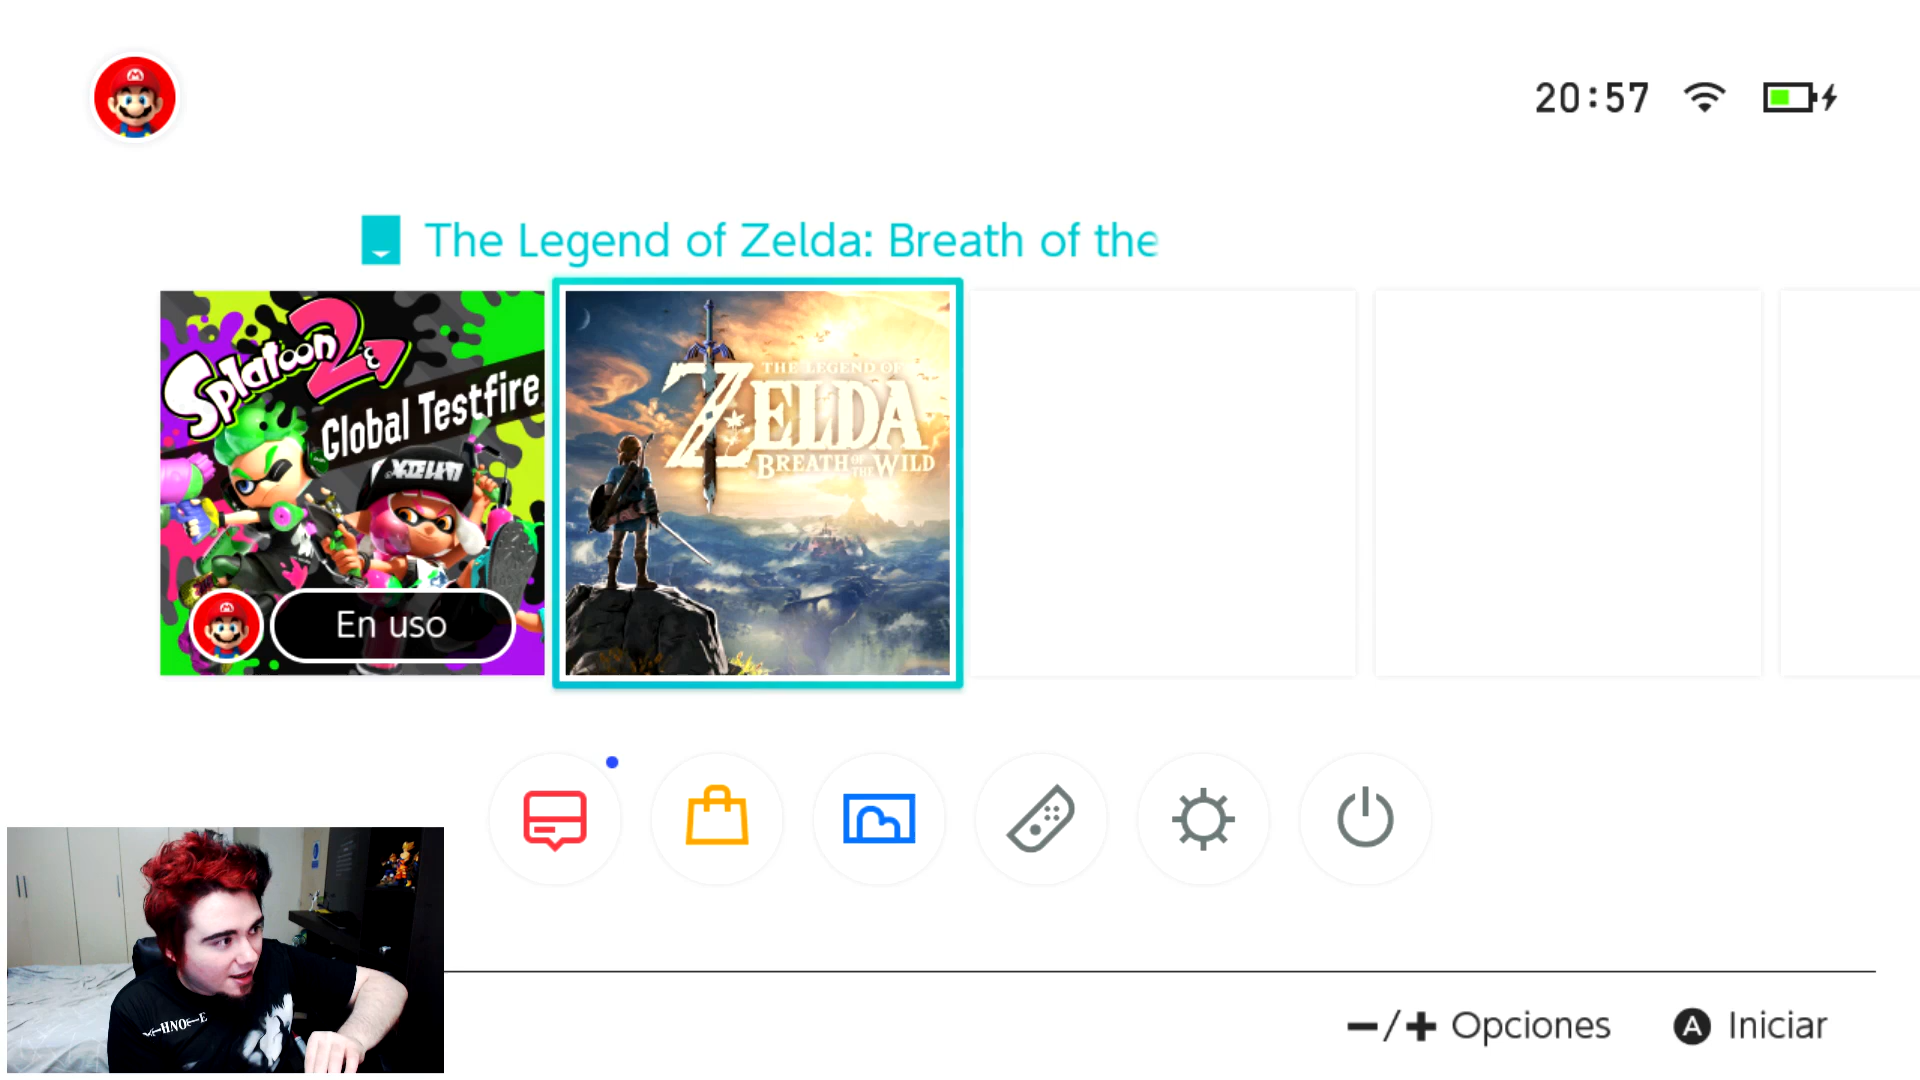 20:57
The Legend of Zelda: Breath of the
Splatoon 2
Global Testfire
En uso
THE LEGEND OF
ZELDA
BREATH OF THE WILD
-/+ Opciones
A Iniciar